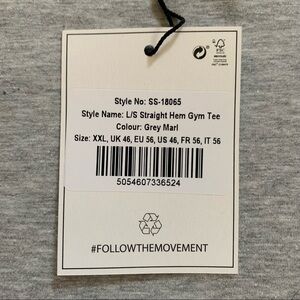 FSC
Style No: SS-18065
Style Name: L/S Straight Hem Gym Tee
Colour: Grey Marl
Size: XXL, UK 46, EU 56, US 46, FR 56, IT 56
5054607336524
#FOLLOWTHEMOVEMENT